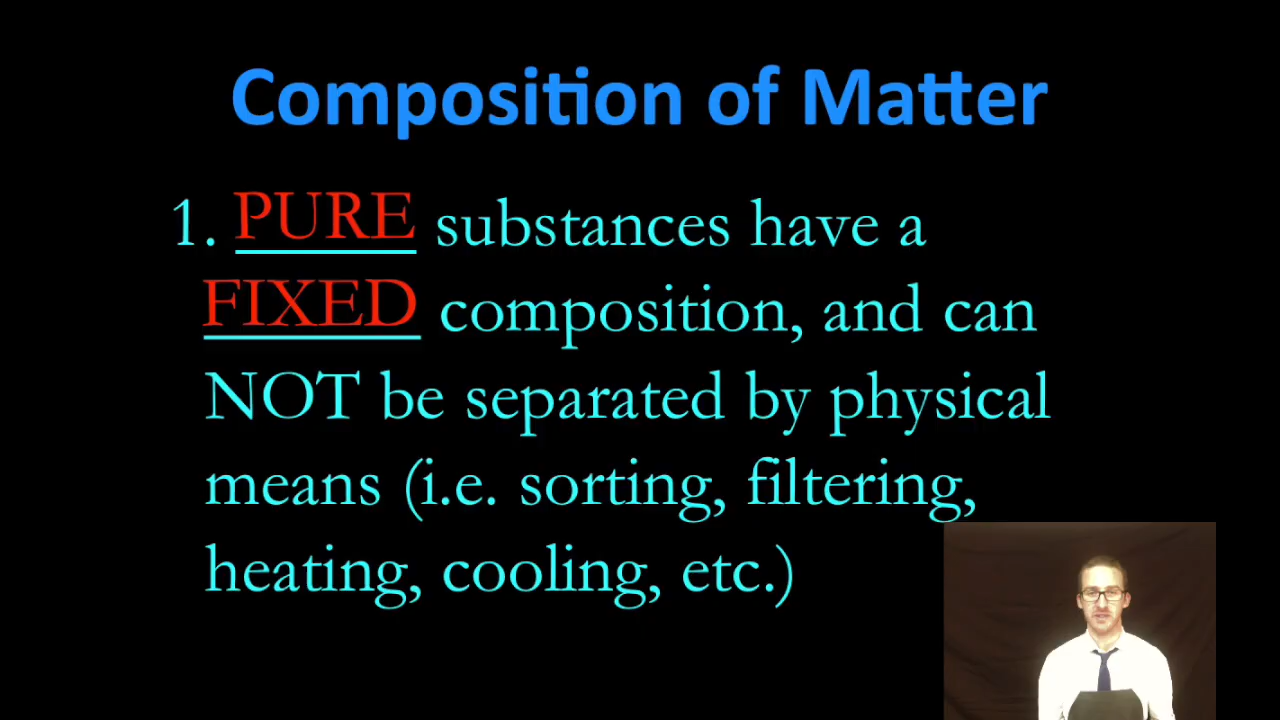 Composition of Matter
1. PURE substances have a
FIXED composition, and can
NOT be separated by physical
means (i.e. sorting, filtering,
heating, cooling, etc.)